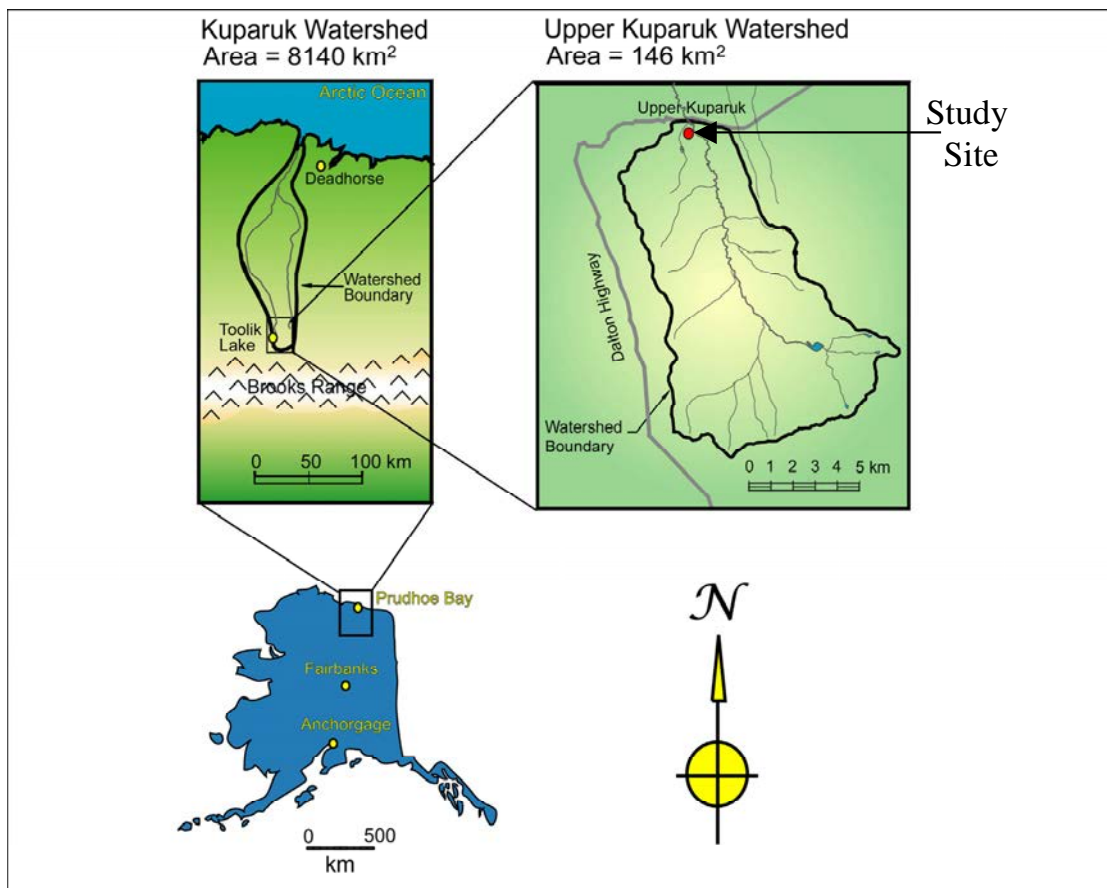 Kuparuk Watershed
Area = 8140 km²
Arctic Ocean
Deadhorse
Watershed
Boundary
Toolik
Lake
Brooks Range
0 50 100 km
Upper Kuparuk Watershed
Area = 146 km²
Upper Kuparuk
Study
Site
Dalton Highway
Watershed
Boundary
0 1 2 3 4 5 km
Prudhoe Bay
Fairbanks
Anchorgage
0 500
km
N